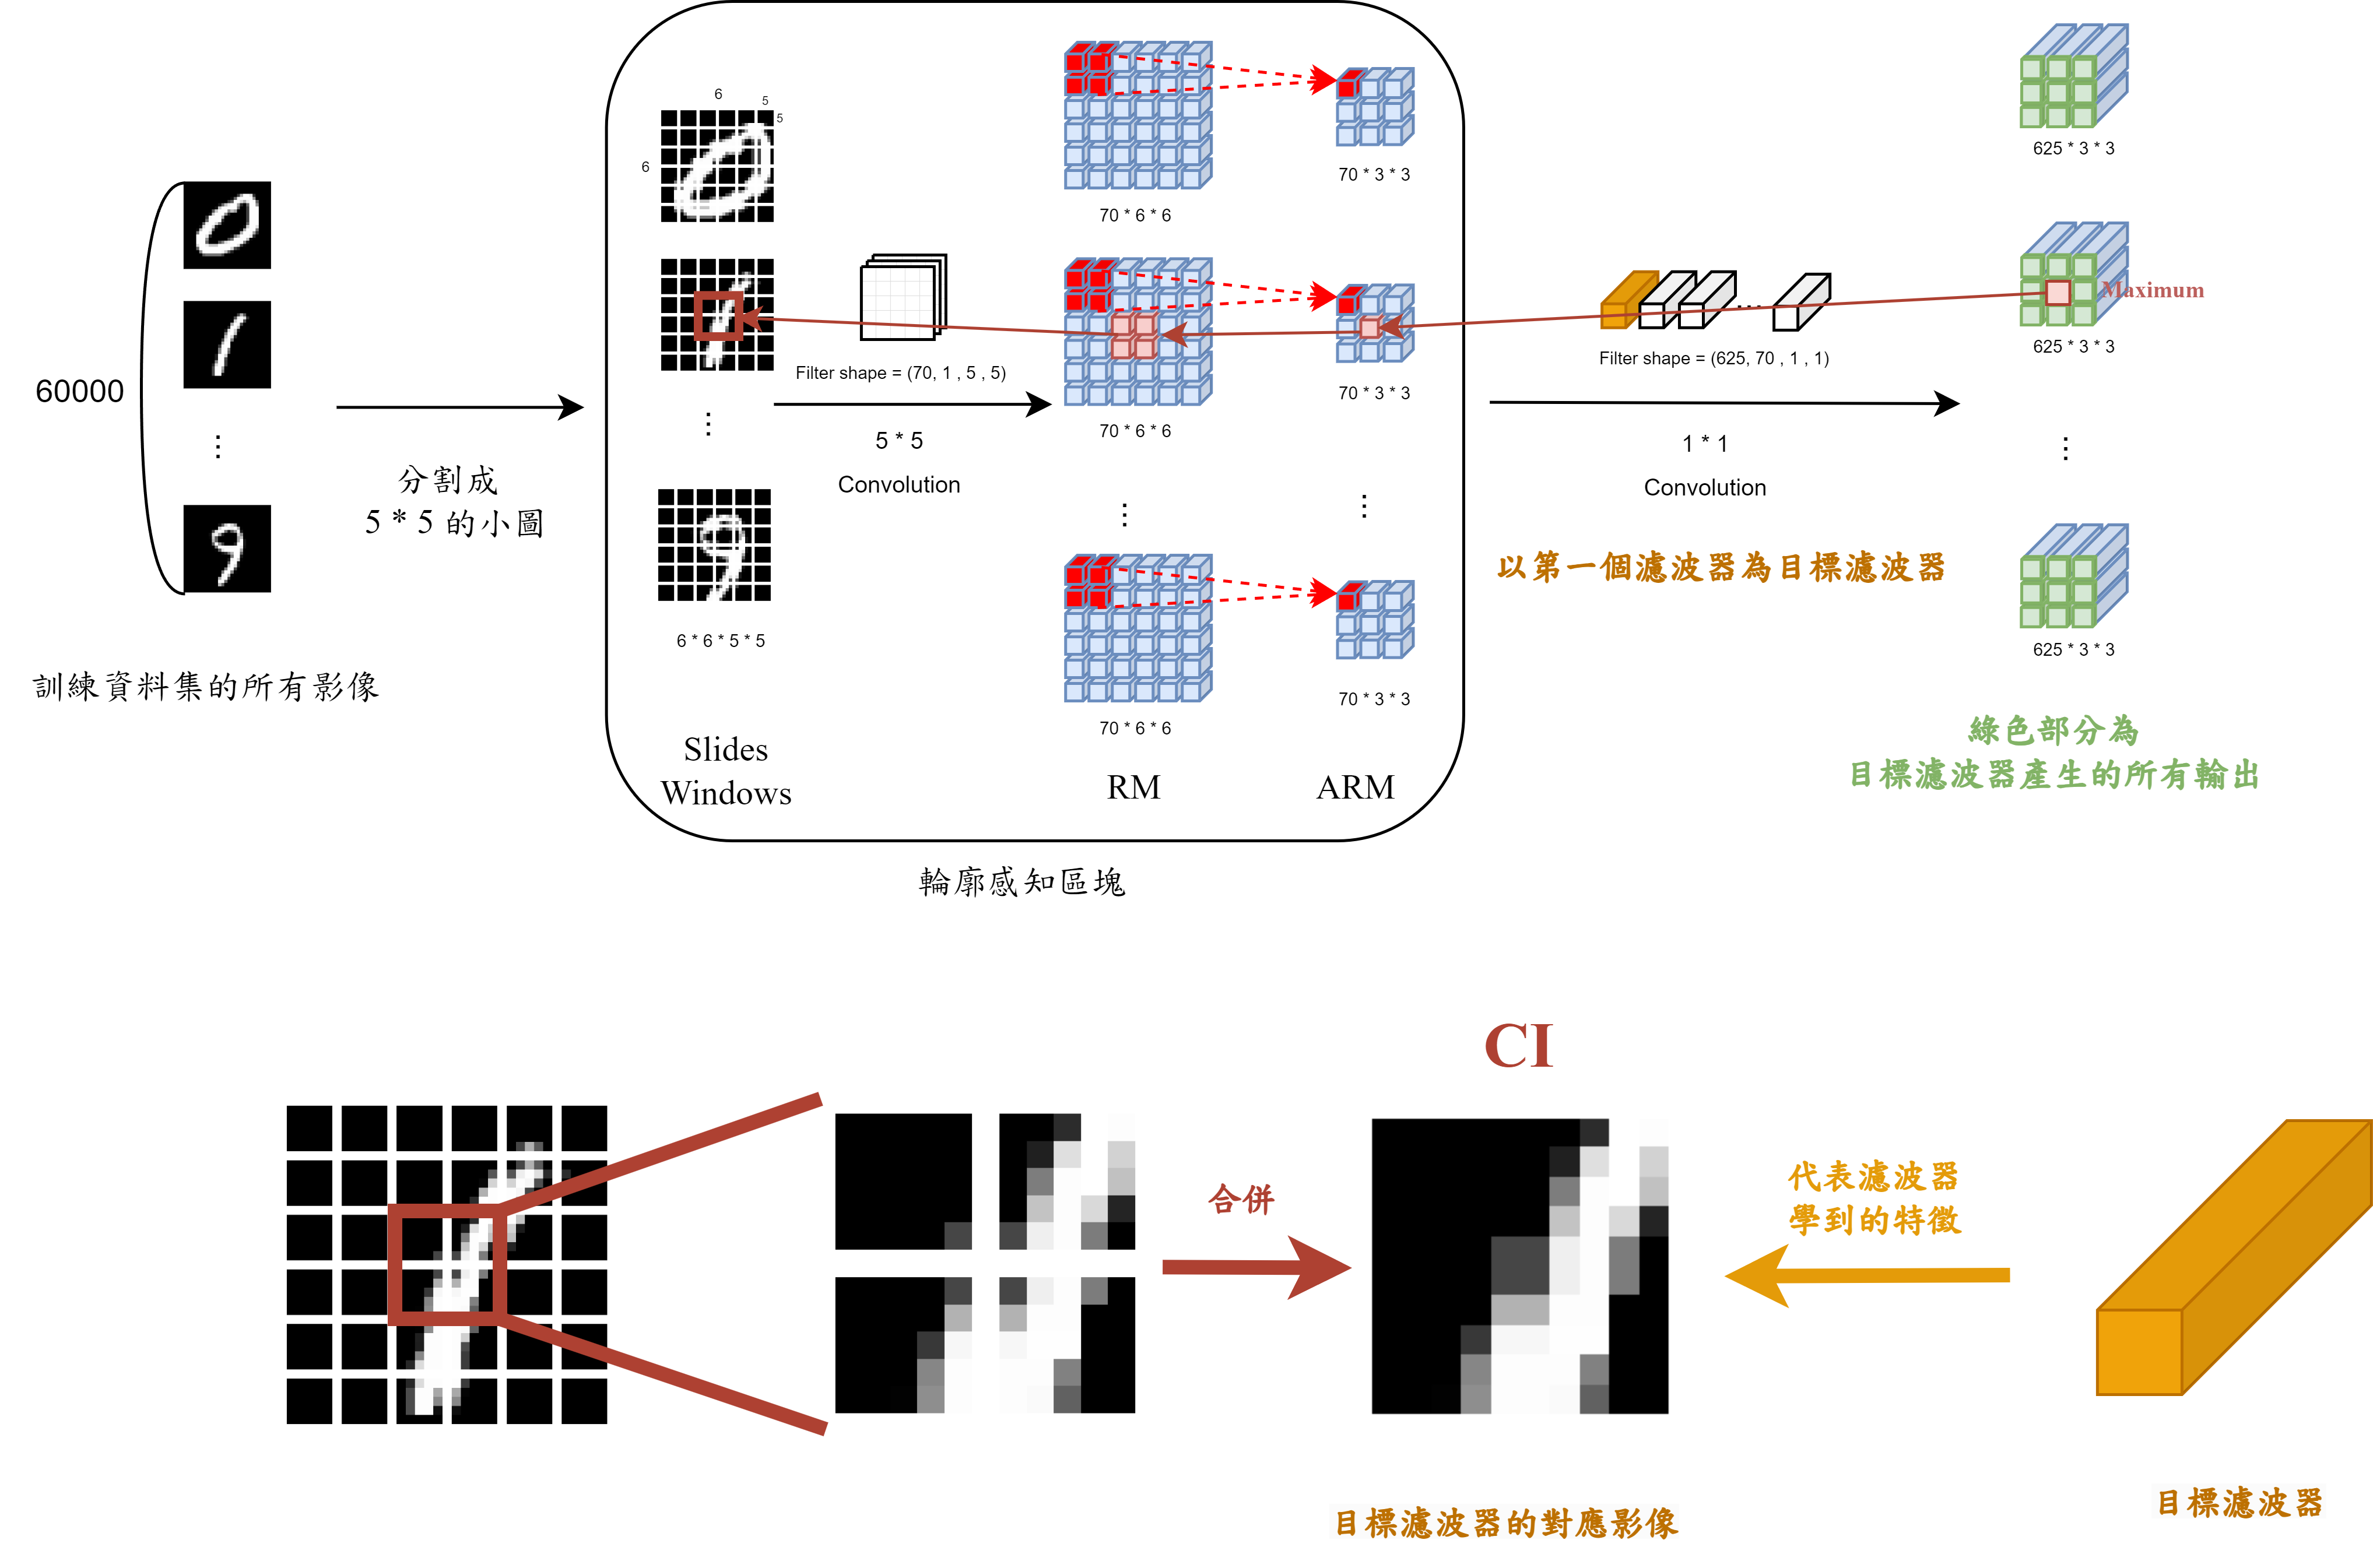 60000
訓練資料集的所有影像
分割成
5 * 5 的小圖
6
5
5
6
6 * 6 * 5 * 5
Slides
Windows
Filter shape = (70, 1 , 5 , 5)
5 * 5
Convolution
70 * 6 * 6
70 * 3 * 3
70 * 6 * 6
70 * 3 * 3
70 * 6 * 6
70 * 3 * 3
RM
ARM
輪廓感知區塊
Filter shape = (625, 70 , 1 , 1)
1 * 1
Convolution
以第一個濾波器為目標濾波器
625 * 3 * 3
Maximum
625 * 3 * 3
625 * 3 * 3
綠色部分為
目標濾波器產生的所有輸出
合併
CI
代表濾波器
學到的特徵
目標濾波器的對應影像
目標濾波器